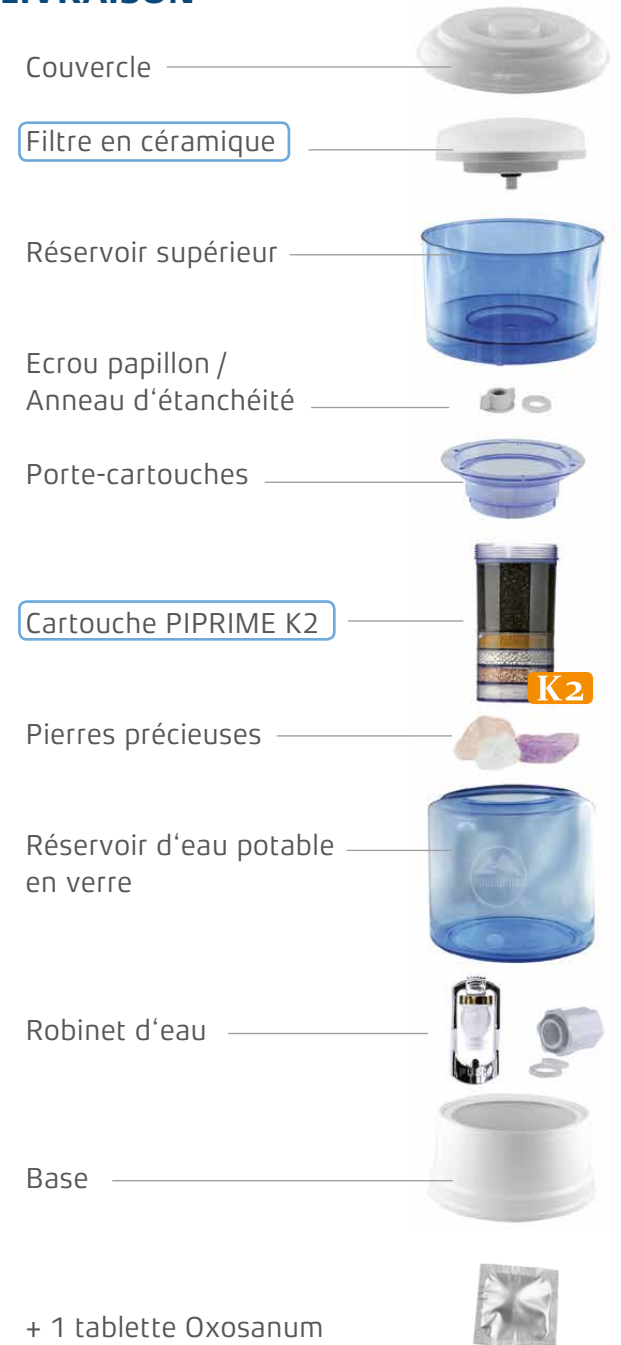 LIVRAISON
Couvercle
Filtre en céramique
Réservoir supérieur
Ecrou papillon /
Anneau d‘étanchéité
Porte-cartouches
Cartouche PIPRIME K2
K2
Pierres précieuses
Réservoir d‘eau potable
en verre
Robinet d‘eau
PUSH
Base
+ 1 tablette Oxosanum